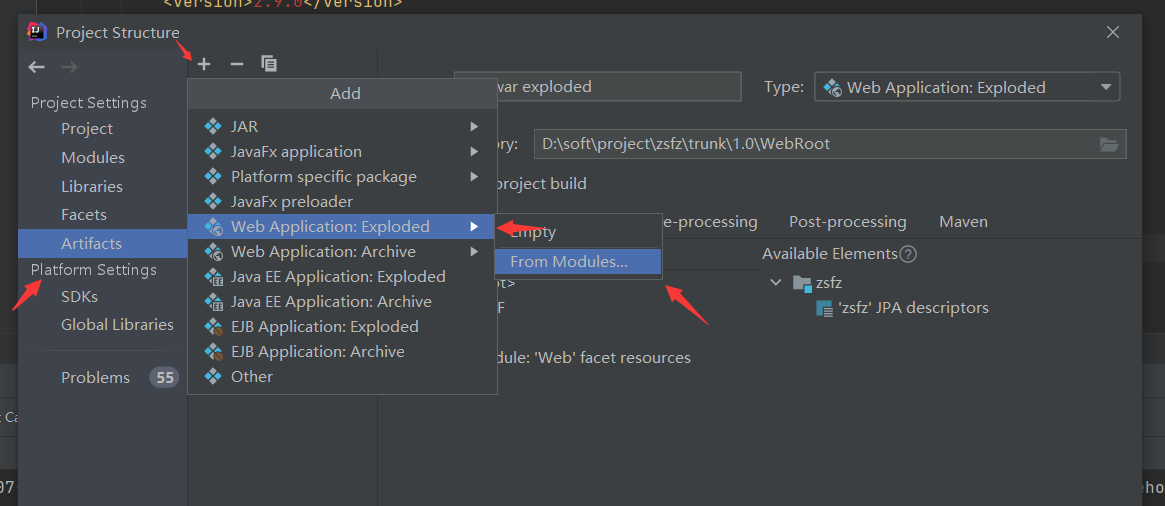 <version>2.9.0</version>
Project Structure
Project Settings
Project
Modules
Libraries
Facets
Artifacts
Platform Settings
SDKs
Global Libraries
Problems 55
Add
JAR
JavaFx application
Platform specific package
JavaFx preloader
Web Application: Exploded
Web Application: Archive
Java EE Application: Exploded
Java EE Application: Archive
EJB Application: Exploded
EJB Application: Archive
Other
Empty
From Modules...
war exploded
Type: Web Application: Exploded
ory: D:\soft\project\zsfz\trunk\1.0\WebRoot
project build
e-processing Post-processing Maven
Available Elements
ot>
zsfz
F
'zsfz' JPA descriptors
dule: 'Web' facet resources
t Ca
07
eho